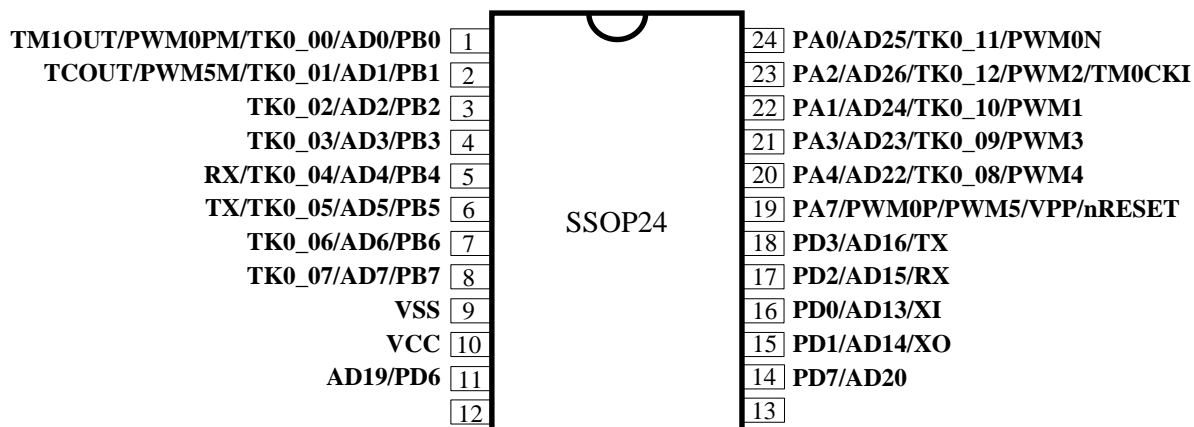 TM1OUT/PWM0PM/TK0_00/AD0/PB0 1 24 PA0/AD25/TK0_11/PWM0N
TCOUT/PWM5M/TK0_01/AD1/PB1 2 23 PA2/AD26/TK0_12/PWM2/TM0CKI
TK0_02/AD2/PB2 3 22 PA1/AD24/TK0_10/PWM1
TK0_03/AD3/PB3 4 21 PA3/AD23/TK0_09/PWM3
RX/TK0_04/AD4/PB4 5 20 PA4/AD22/TK0_08/PWM4
TX/TK0_05/AD5/PB5 6 SSOP24 19 PA7/PWM0P/PWM5/VPP/nRESET
TK0_06/AD6/PB6 7 18 PD3/AD16/TX
TK0_07/AD7/PB7 8 17 PD2/AD15/RX
VSS 9 16 PD0/AD13/XI
VCC 10 15 PD1/AD14/XO
AD19/PD6 11 14 PD7/AD20
12 13